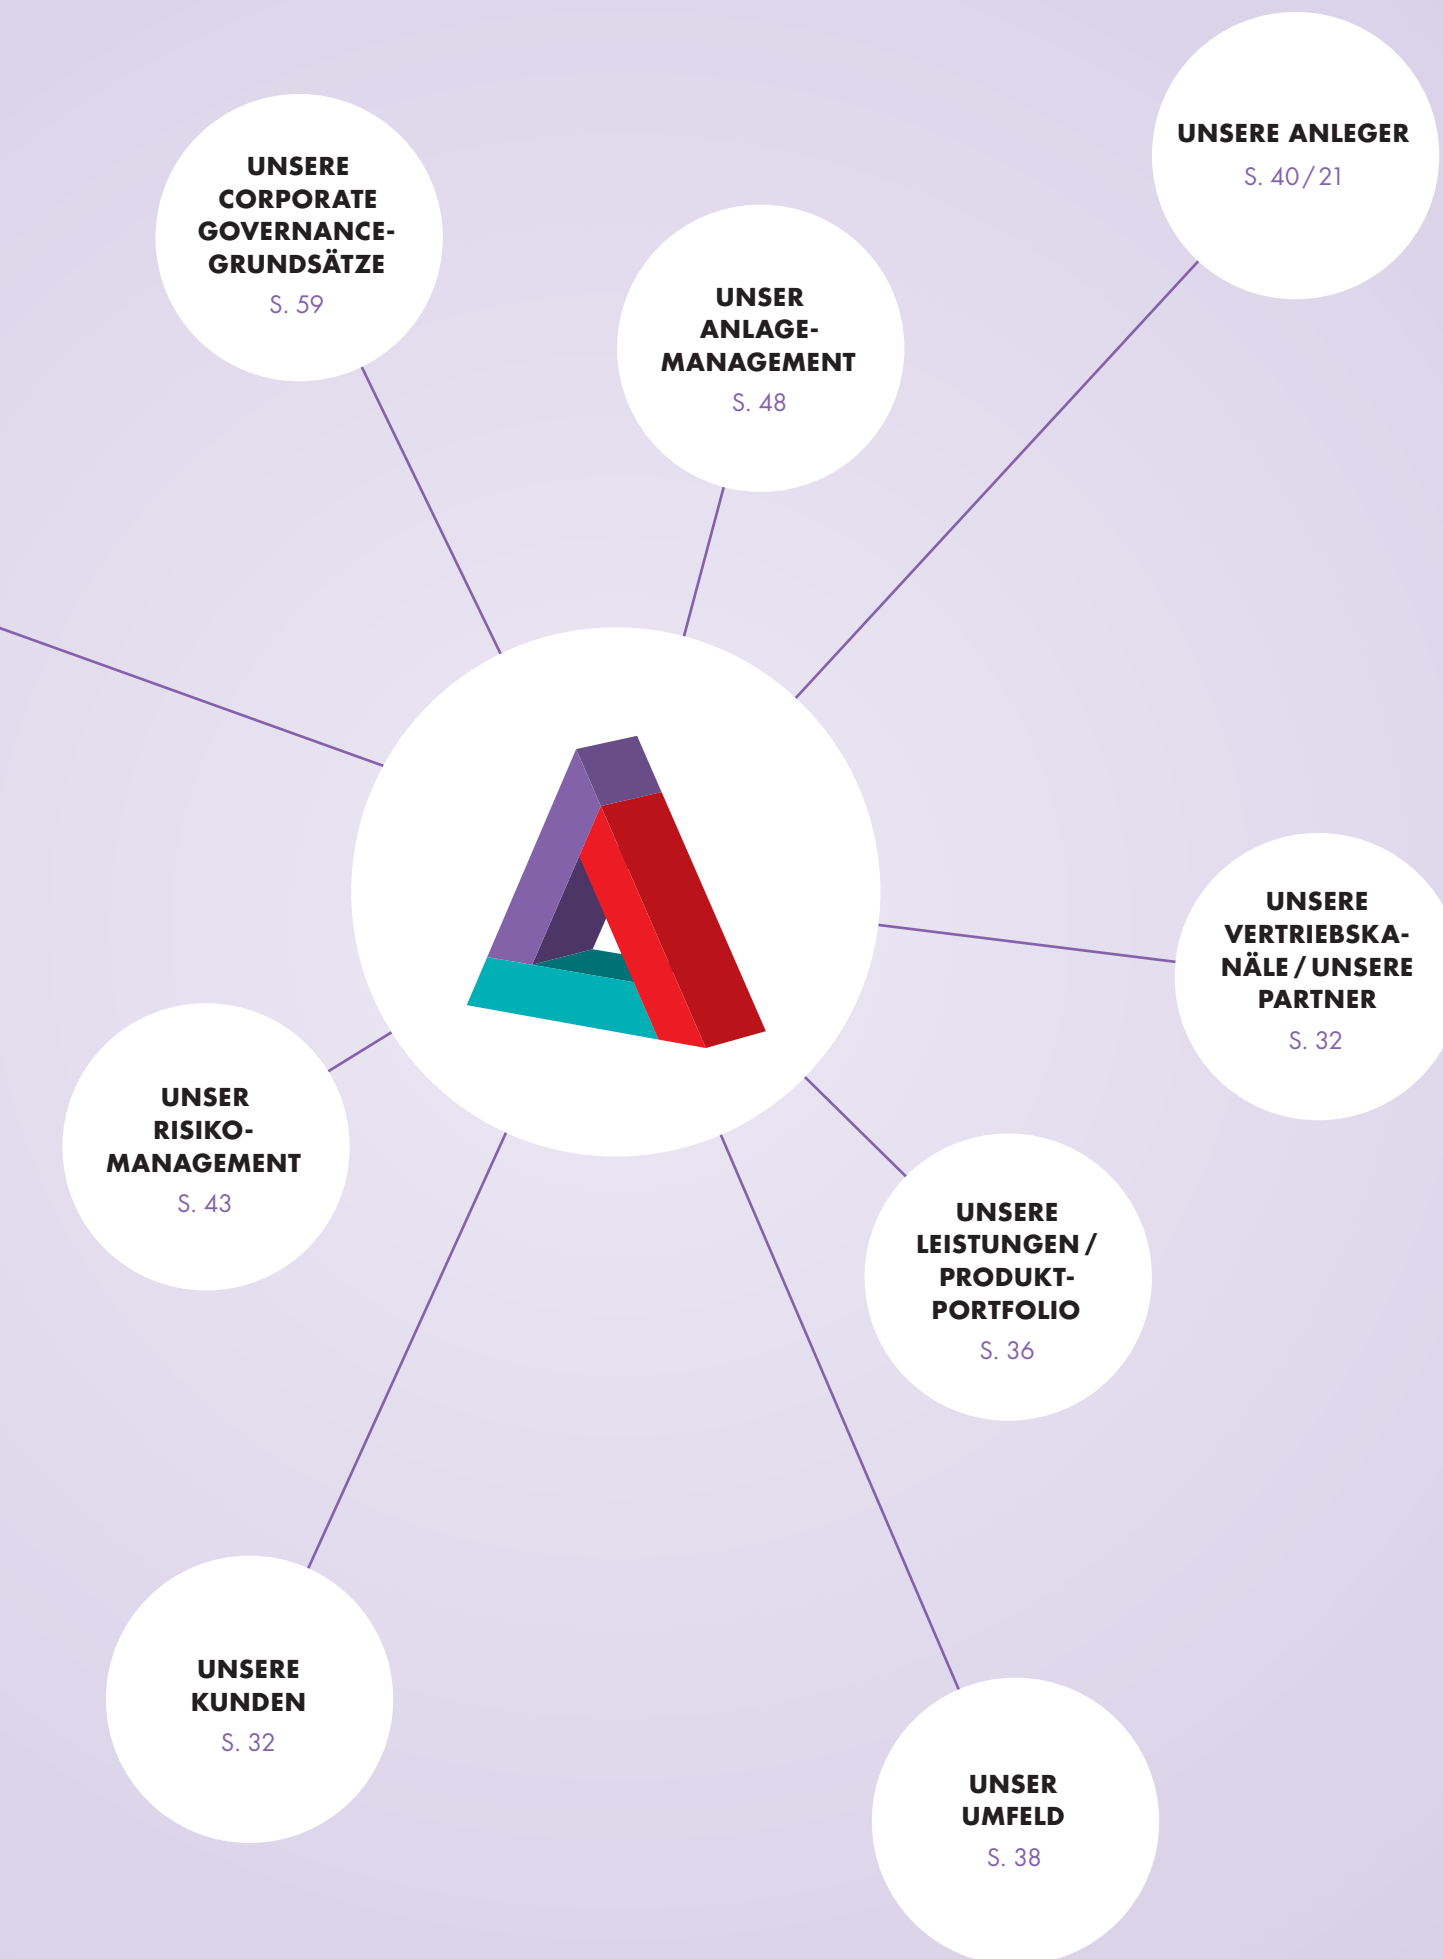 UNSERE ANLEGER
S. 40/21
UNSERE
CORPORATE
GOVERNANCE-
GRUNDSÄTZE
S. 59
UNSER
ANLAGE-
MANAGEMENT
S. 48
UNSERE
VERTRIEBSKA-
NÄLE / UNSERE
PARTNER
S. 32
UNSER
RISIKO-
MANAGEMENT
S. 43
UNSERE
LEISTUNGEN /
PRODUKT-
PORTFOLIO
S. 36
UNSERE
KUNDEN
S. 32
UNSER
UMFELD
S. 38